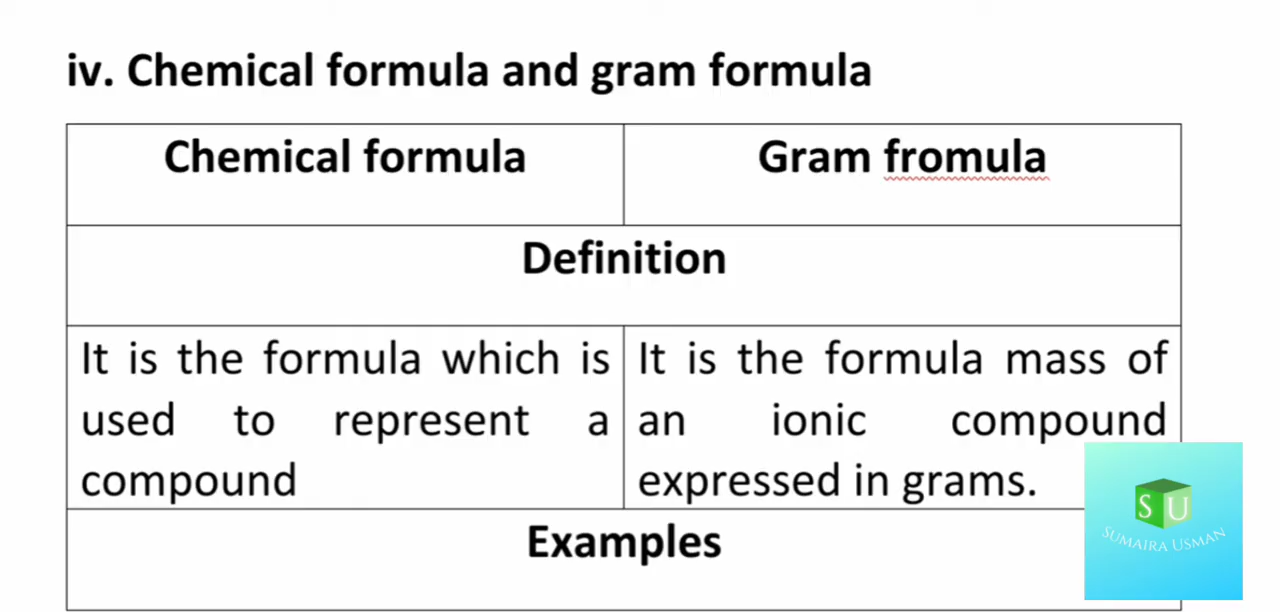 iv. Chemical formula and gram formula
Chemical formula
Gram fromula
Definition
It is the formula which is
used to represent a
compound
It is the formula mass of
an ionic compound
expressed in grams.
Examples
S U
SUMAIRA USMAN